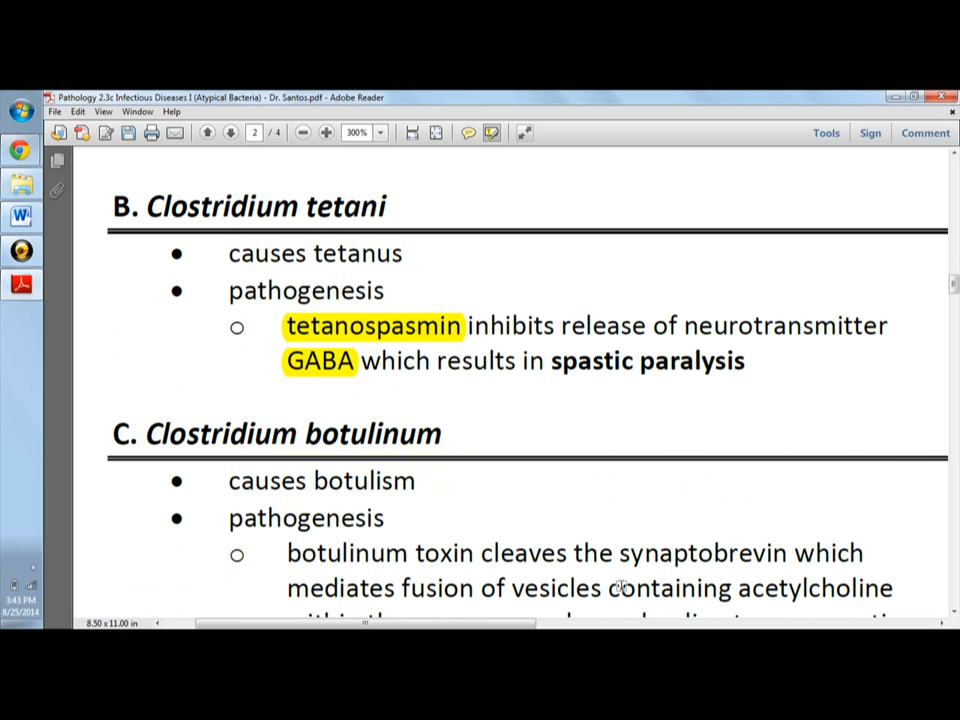 Pathology 2.3c Infectious Diseases I (Atypical Bacteria) - Dr. Santos.pdf - Adobe Reader
File Edit View Window Help
2 / 4 300% Tools Sign Comment
B. Clostridium tetani
• causes tetanus
• pathogenesis
o tetanospasmin inhibits release of neurotransmitter
GABA which results in spastic paralysis
C. Clostridium botulinum
• causes botulism
• pathogenesis
o botulinum toxin cleaves the synaptobrevin which
mediates fusion of vesicles containing acetylcholine
3:43 PM
8/25/2014
8.50 x 11.00 in